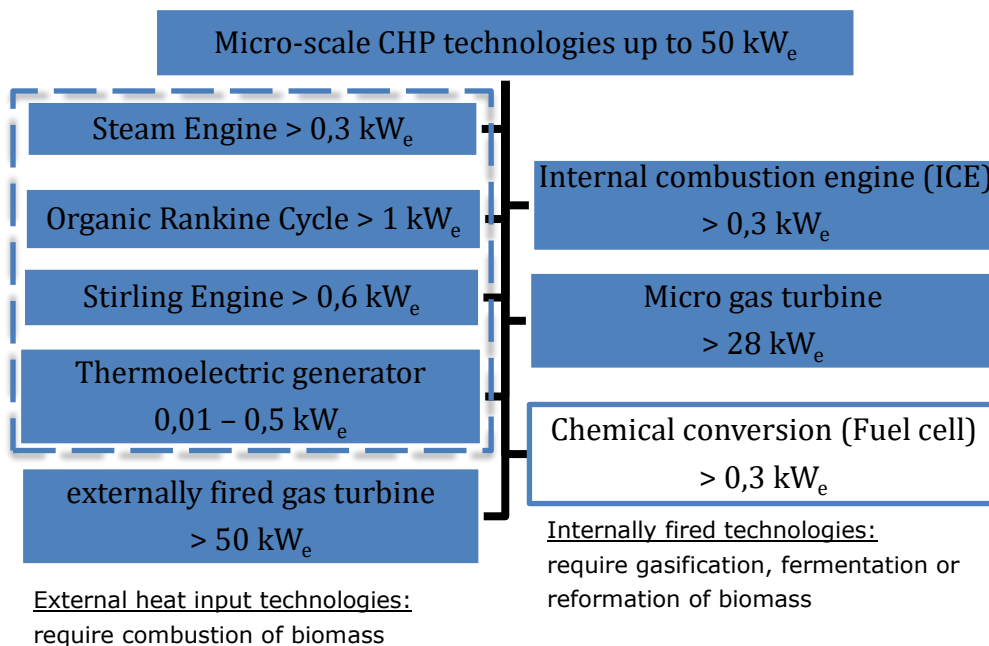 Micro-scale CHP technologies up to 50 kWₑ
Steam Engine > 0,3 kWₑ
Organic Rankine Cycle > 1 kWₑ
Stirling Engine > 0,6 kWₑ
Thermoelectric generator
0,01 – 0,5 kWₑ
externally fired gas turbine
> 50 kWₑ
External heat input technologies:
require combustion of biomass
Internal combustion engine (ICE)
> 0,3 kWₑ
Micro gas turbine
> 28 kWₑ
Chemical conversion (Fuel cell)
> 0,3 kWₑ
Internally fired technologies:
require gasification, fermentation or
reformation of biomass